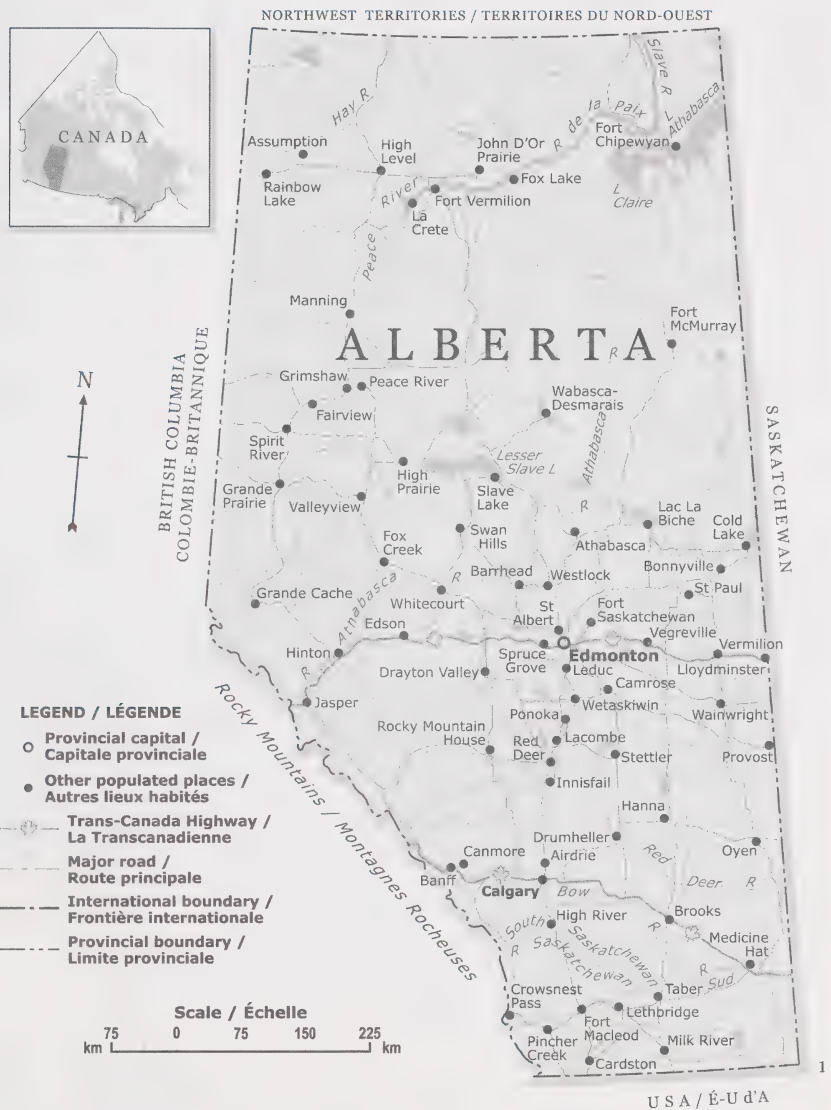 NORTHWEST TERRITORIES / TERRITOIRES DU NORD-OUEST
CANADA
Slave R
Hay R
R de la Paix
L Athabasca
Fort
Chipewyan
Assumption
High
Level
John D'Or
Prairie
Rainbow
Lake
Fox Lake
L
Claire
River
Fort Vermilion
La
Crete
Peace
Manning
Fort
McMurray
ALBERTA
R
N
BRITISH COLUMBIA
COLOMBIE-BRITANNIQUE
SASKATCHEWAN
Grimshaw
Peace River
Fairview
Wabasca-
Desmarais
Spirit
River
Athabasca
High
Prairie
Lesser
Slave L
Grande
Prairie
Valleyview
Slave
Lake
R
Lac La
Biche
Cold
Lake
Swan
Hills
Athabasca
Fox
Creek
Bonnyville
Barrhead
Westlock
R
St Paul
Grande Cache
Athabasca
Whitecourt
St
Albert
Fort
Saskatchewan
Edson
Vegreville
Vermilion
Hinton
Spruce
Grove
Edmonton
Lloydminster
R
Drayton Valley
Leduc
Camrose
Jasper
Wetaskiwin
Wainwright
Ponoka
Rocky Mountain
House
Red
Deer
Lacombe
Stettler
Provost
Innisfail
Rocky Mountains / Montagnes Rocheuses
Hanna
Drumheller
Oyen
Canmore
Airdrie
Red
Deer
R
Banff
Calgary
Bow
High River
Brooks
R
South
Saskatchewan
R
Saskatchewan
Medicine
Hat
R
Sud
Crowsnest
Pass
Taber
Lethbridge
Fort
Macleod
Pincher
Creek
Milk River
Cardston
USA / É-U d'A
LEGEND / LÉGENDE
Provincial capital /
Capitale provinciale
Other populated places /
Autres lieux habités
Trans-Canada Highway /
La Transcanadienne
Major road /
Route principale
International boundary /
Frontière internationale
Provincial boundary /
Limite provinciale
Scale / Échelle
75 0 75 150 225
km km
1